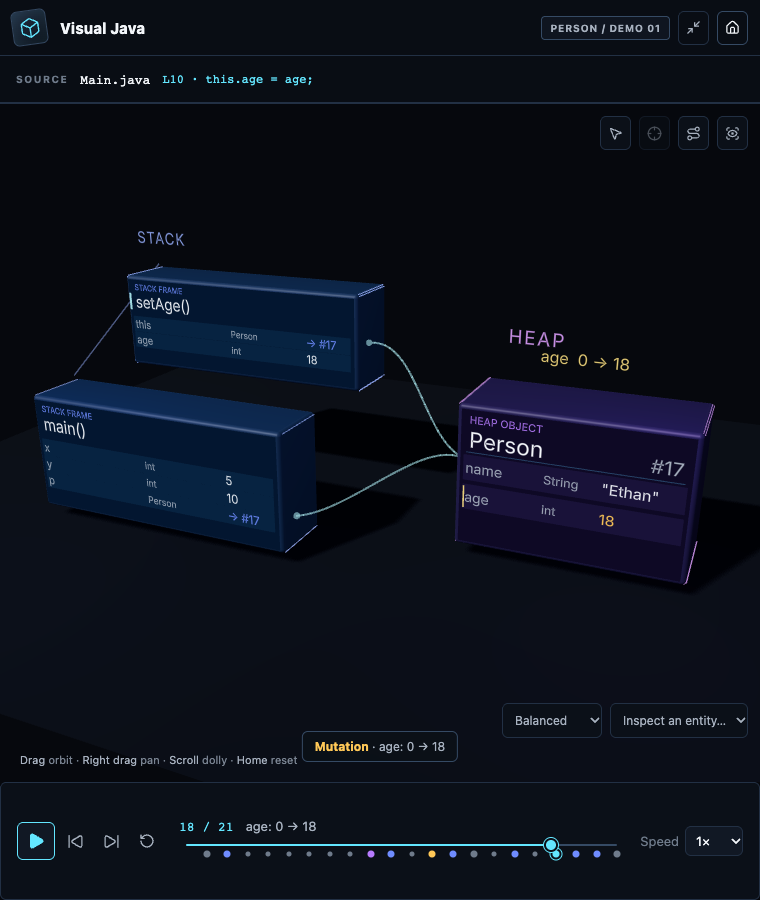 Visual Java
PERSON / DEMO 01
SOURCE Main.java L10 · this.age = age;
STACK
STACK FRAME
setAge()
this Person → #17
age int 18
STACK FRAME
main()
x int 5
y int 10
p Person → #17
HEAP
age 0 → 18
HEAP OBJECT
Person #17
name String "Ethan"
age int 18
Balanced
Inspect an entity...
Mutation · age: 0 → 18
Drag orbit · Right drag pan · Scroll dolly · Home reset
18 / 21 age: 0 → 18
Speed 1×